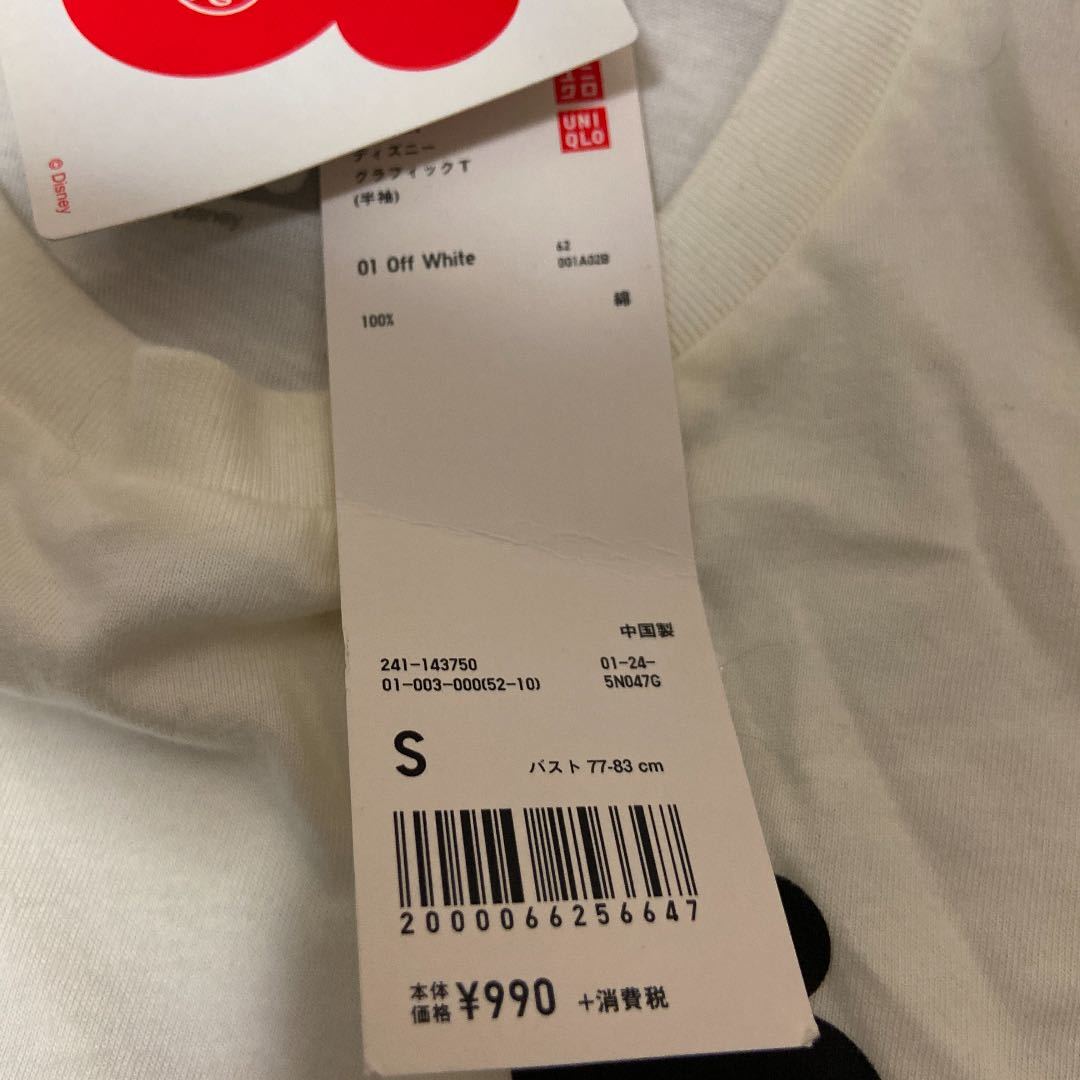 © Disney
ユニ
クロ
UNI
QLO
ディズニー
グラフィックT
(半袖)
01 Off White
62
001A02B
綿
100%
中国製
241-143750
01-003-000(52-10)
01-24-
5N047G
S
バスト 77-83 cm
2000066256647
本体
価格 ¥990 +消費税